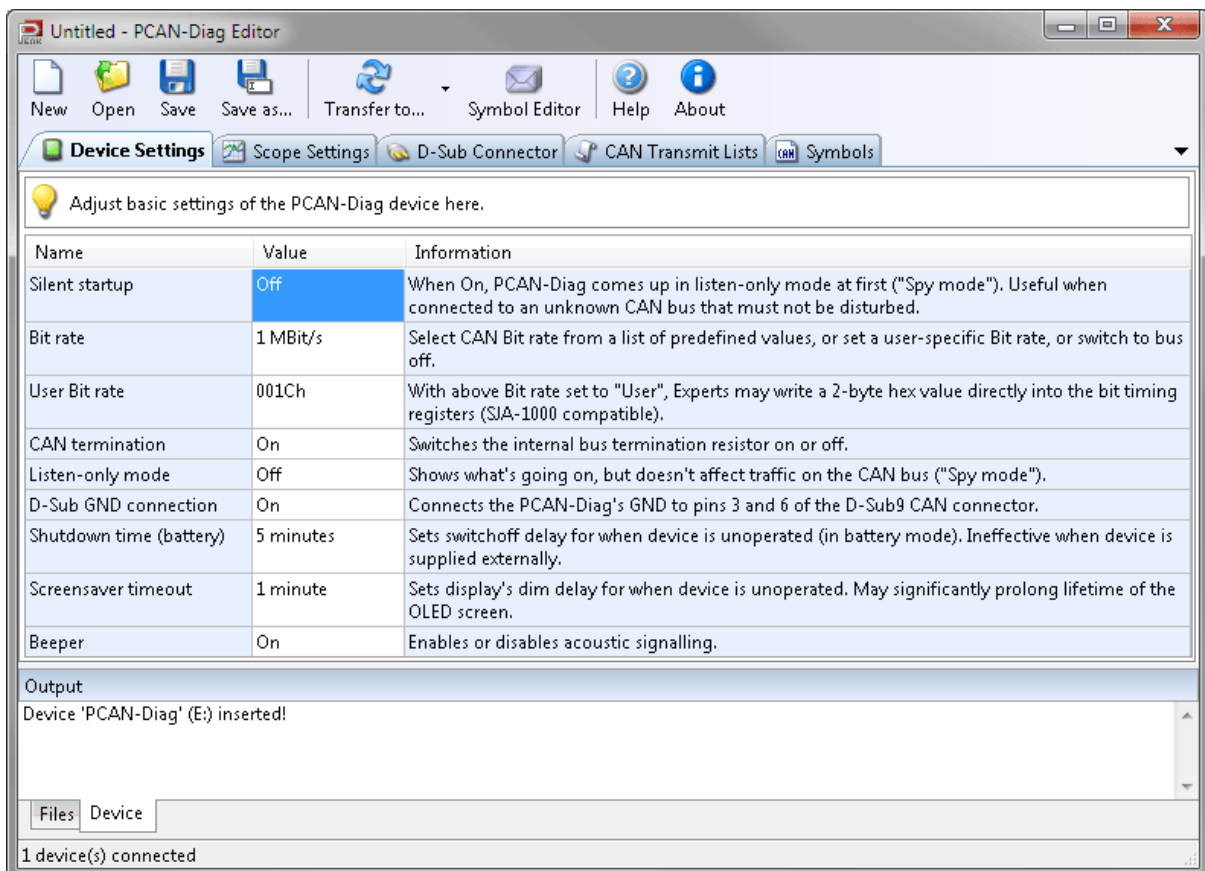 Untitled - PCAN-Diag Editor
New Open Save Save as... Transfer to... Symbol Editor Help About
Device Settings Scope Settings D-Sub Connector CAN Transmit Lists CAN Symbols
Adjust basic settings of the PCAN-Diag device here.
Name Value Information
Silent startup Off When On, PCAN-Diag comes up in listen-only mode at first ("Spy mode"). Useful when
connected to an unknown CAN bus that must not be disturbed.
Bit rate 1 MBit/s Select CAN Bit rate from a list of predefined values, or set a user-specific Bit rate, or switch to bus
off.
User Bit rate 001Ch With above Bit rate set to "User", Experts may write a 2-byte hex value directly into the bit timing
registers (SJA-1000 compatible).
CAN termination On Switches the internal bus termination resistor on or off.
Listen-only mode Off Shows what's going on, but doesn't affect traffic on the CAN bus ("Spy mode").
D-Sub GND connection On Connects the PCAN-Diag's GND to pins 3 and 6 of the D-Sub9 CAN connector.
Shutdown time (battery) 5 minutes Sets switchoff delay for when device is unoperated (in battery mode). Ineffective when device is
supplied externally.
Screensaver timeout 1 minute Sets display's dim delay for when device is unoperated. May significantly prolong lifetime of the
OLED screen.
Beeper On Enables or disables acoustic signalling.
Output
Device 'PCAN-Diag' (E:) inserted!
Files Device
1 device(s) connected